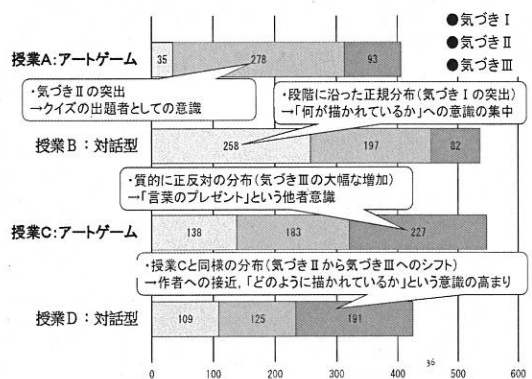 ●気づきⅠ
●気づきⅡ
●気づきⅢ
授業A:アートゲーム
35 278 93
・気づきⅡの突出
→クイズの出題者としての意識
・段階に沿った正規分布(気づきⅠの突出)
→「何が描かれているか」への意識の集中
授業B：対話型
258 197 82
・質的に正反対の分布(気づきⅢの大幅な増加)
→「言葉のプレゼント」という他者意識
授業C:アートゲーム
138 183 227
・授業Cと同様の分布(気づきⅡから気づきⅢへのシフト)
→作者への接近,「どのように描かれているか」という意識の高まり
授業D：対話型
109 125 191
36
0 100 200 300 400 500 600